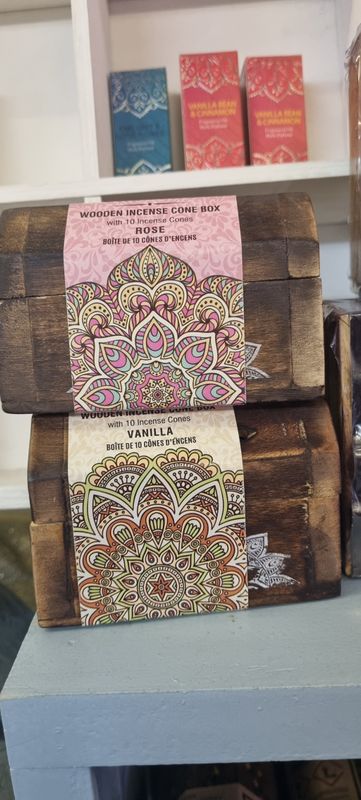 VANILLA BEAN
& CINNAMON
VANILLA BEAN
& CINNAMON
WOODEN INCENSE CONE BOX
with 10 Incense Cones
ROSE
BOÎTE DE 10 CÔNES D'ENCENS
WOODEN INCENSE CONE BOX
with 10 Incense Cones
VANILLA
BOÎTE DE 10 CÔNES D'ENCENS